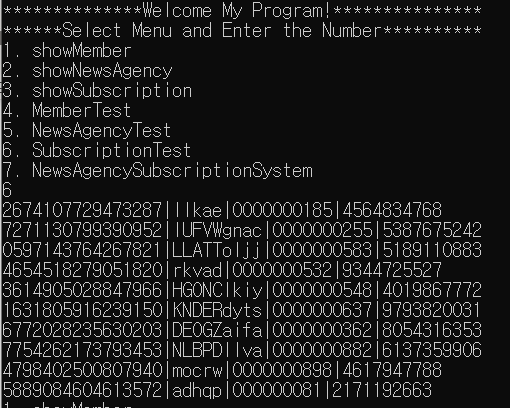 **************Welcome My Program!***************
******Select Menu and Enter the Number**********
1. showMember
2. showNewsAgency
3. showSubscription
4. MemberTest
5. NewsAgencyTest
6. SubscriptionTest
7. NewsAgencySubscriptionSystem
6
2674107729473287|llkae|0000000185|4564834768
7271130799390952|lUFVWgnac|0000000255|5387675242
0597143764267821|LLATToljj|0000000583|5189110883
4654518279051820|rkvad|0000000532|9344725527
3614905028847966|HGONClkiy|0000000548|4019867772
1631805916239150|KNDERdyts|0000000637|9793820031
6772028235630203|DEOGZaifa|0000000362|8054316353
7754262173793453|NLBPDllva|0000000882|6137359906
4798402500807940|mocrw|0000000898|4617947788
5889084604613572|adhqp|000000081|2171192663
1. showMember